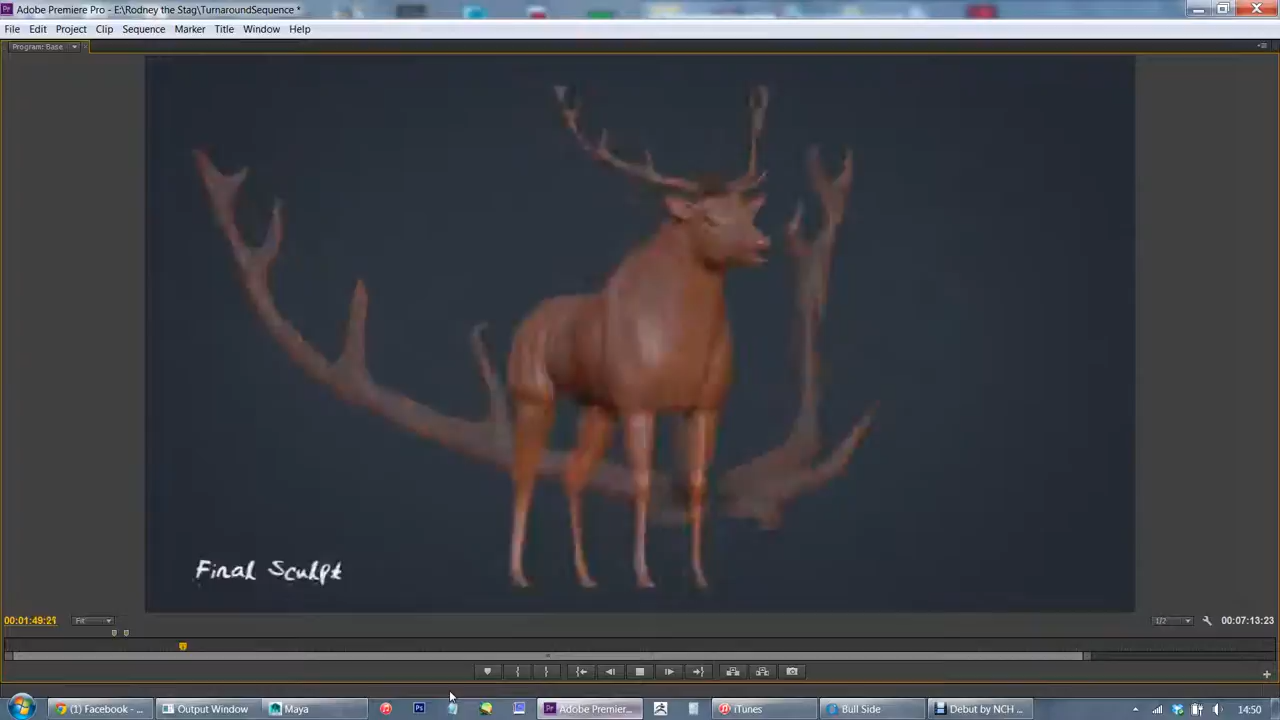 Adobe Premiere Pro - E:\Rodney the Stag\TurnaroundSequence *
File Edit Project Clip Sequence Marker Title Window Help
Program: Base
Final Sculpt
00:01:49:21 Fit 1/2 00:07:13:23
(1) Facebook - ... Output Window Maya Ps Pr Adobe Premier... iTunes Bull Side Debut by NCH ... 14:50